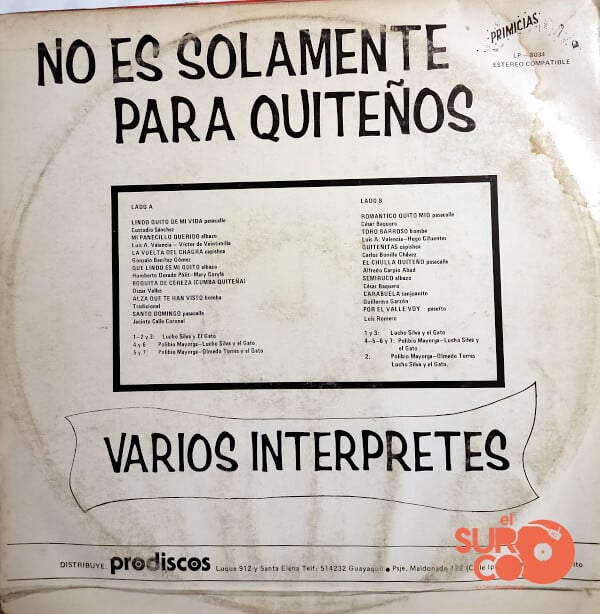 NO ES SOLAMENTE
PARA QUITEÑOS
PRIMICIAS
LP - 8034
ESTEREO COMPATIBLE
LADO A
LINDO QUITO DE MI VIDA pasacalle
Custodio Sánchez
MI PANECILLO QUERIDO albazo
Luis A. Valencia - Víctor de Veintimilla
LA VUELTA DEL CHAGRA capishca
Gonzalo Benítez Gómez
QUE LINDO ES MI QUITO albazo
Humberto Dorado Pólit-Mary
BOQUITA DE CEREZA (CUMBIA QUITEÑA)
Oscar Valles
ALZA QUE TE HAN VISTO bomba
Tradicional
SANTO DOMINGO pasacalle
Jacinto Calle Coronel
1-2 y 3: Lucho Silva y El Gato
4 y 6 Polibio Mayorga-Lucho Silva y el Gato
5 y 7: Polibio Mayorga-Olmedo Torres y el Gato
LADO B
ROMANTICO QUITO MIO pasacalle
César Baquero
TORO BARROSO bombe
Luis A. Valencia-Hugo Cifuentes
QUITEÑITAS capishca
Carlos Bonilla Chávez
EL CHULLA QUITEÑO pasacalle
Alfredo Carpio Abad
SEMIRUCO albazo
César Baquero
CARABUELA sanjuanito
Guillermo Garzón
POR EL VALLE VOY pasaito
Luis Romero
1 y 3: Lucho Silva y el Gato
4-5-6 y 7: Polibio Mayorga-Lucho Silva y
el Gato
2: Polibio Mayorga-Olmedo Torres
Lucho Silva y el Gato.
VARIOS INTERPRETES
el
SURCO
DISTRIBUYE: prodiscos Luque 912 y Santa Elena Telf: 514232 Guayaquil • Psje. Maldonado